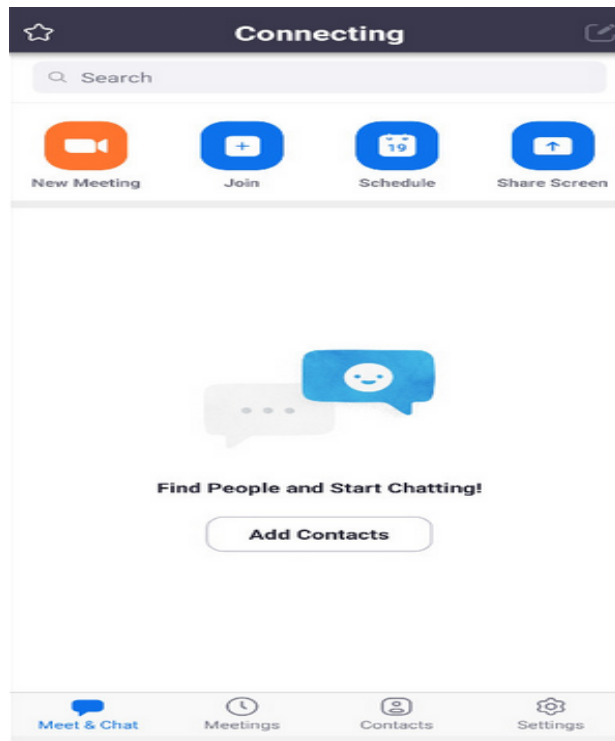 Connecting
Search
19
New Meeting Join Schedule Share Screen
Find People and Start Chatting!
Add Contacts
Meet & Chat Meetings Contacts Settings